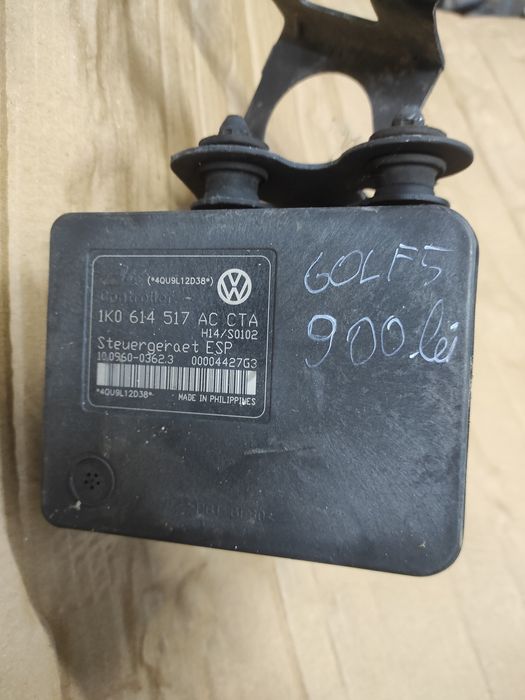 (*4QU9L12D38*)
Controller
1K0 614 517 AC CTA
H14/S0102
Steuergeraet ESP
10.0960-0362.3 00004427G3
*4QU9L12D38*
MADE IN PHILIPPINES
GOLF5
900 lei